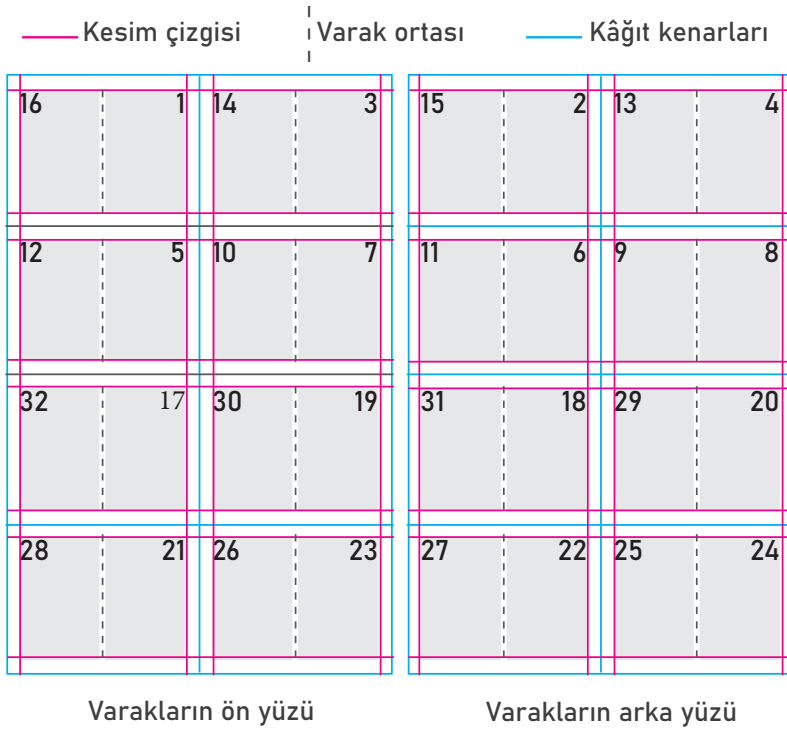 Kesim çizgisi Varak ortası Kâğıt kenarları
16 1 14 3 15 2 13 4
12 5 10 7 11 6 9 8
32 17 30 19 31 18 29 20
28 21 26 23 27 22 25 24
Varakların ön yüzü Varakların arka yüzü